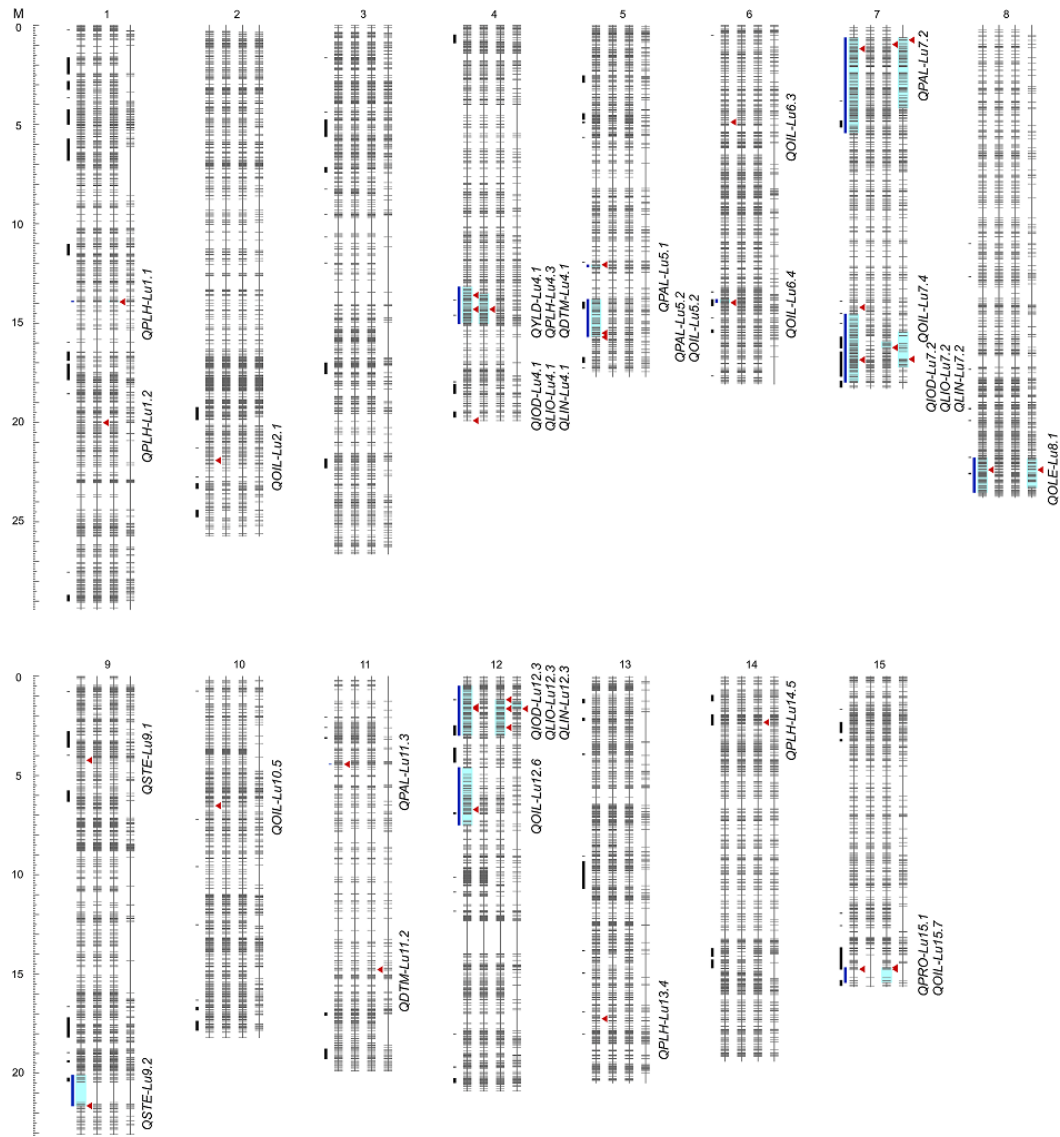 M
1 2 3 4 5 6 7 8
0
5
10
15
20
25
QPLH-Lu1.1
QPLH-Lu1.2
QOIL-Lu2.1
QYLD-Lu4.1
QPLH-Lu4.3
QDTM-Lu4.1
QIOD-Lu4.1
QLIO-Lu4.1
QLIN-Lu4.1
QPAL-Lu5.1
QPAL-Lu5.2
QOIL-Lu5.2
QOIL-Lu6.3
QOIL-Lu6.4
QPAL-Lu7.2
QOIL-Lu7.4
QIOD-Lu7.2
QLIO-Lu7.2
QLIN-Lu7.2
QOLE-Lu8.1
9 10 11 12 13 14 15
0
5
10
15
20
QSTE-Lu9.1
QSTE-Lu9.2
QOIL-Lu10.5
QPAL-Lu11.3
QDTM-Lu11.2
QIOD-Lu12.3
QLIO-Lu12.3
QLIN-Lu12.3
QOIL-Lu12.6
QPLH-Lu13.4
QPLH-Lu14.5
QPRO-Lu15.1
QOIL-Lu15.7